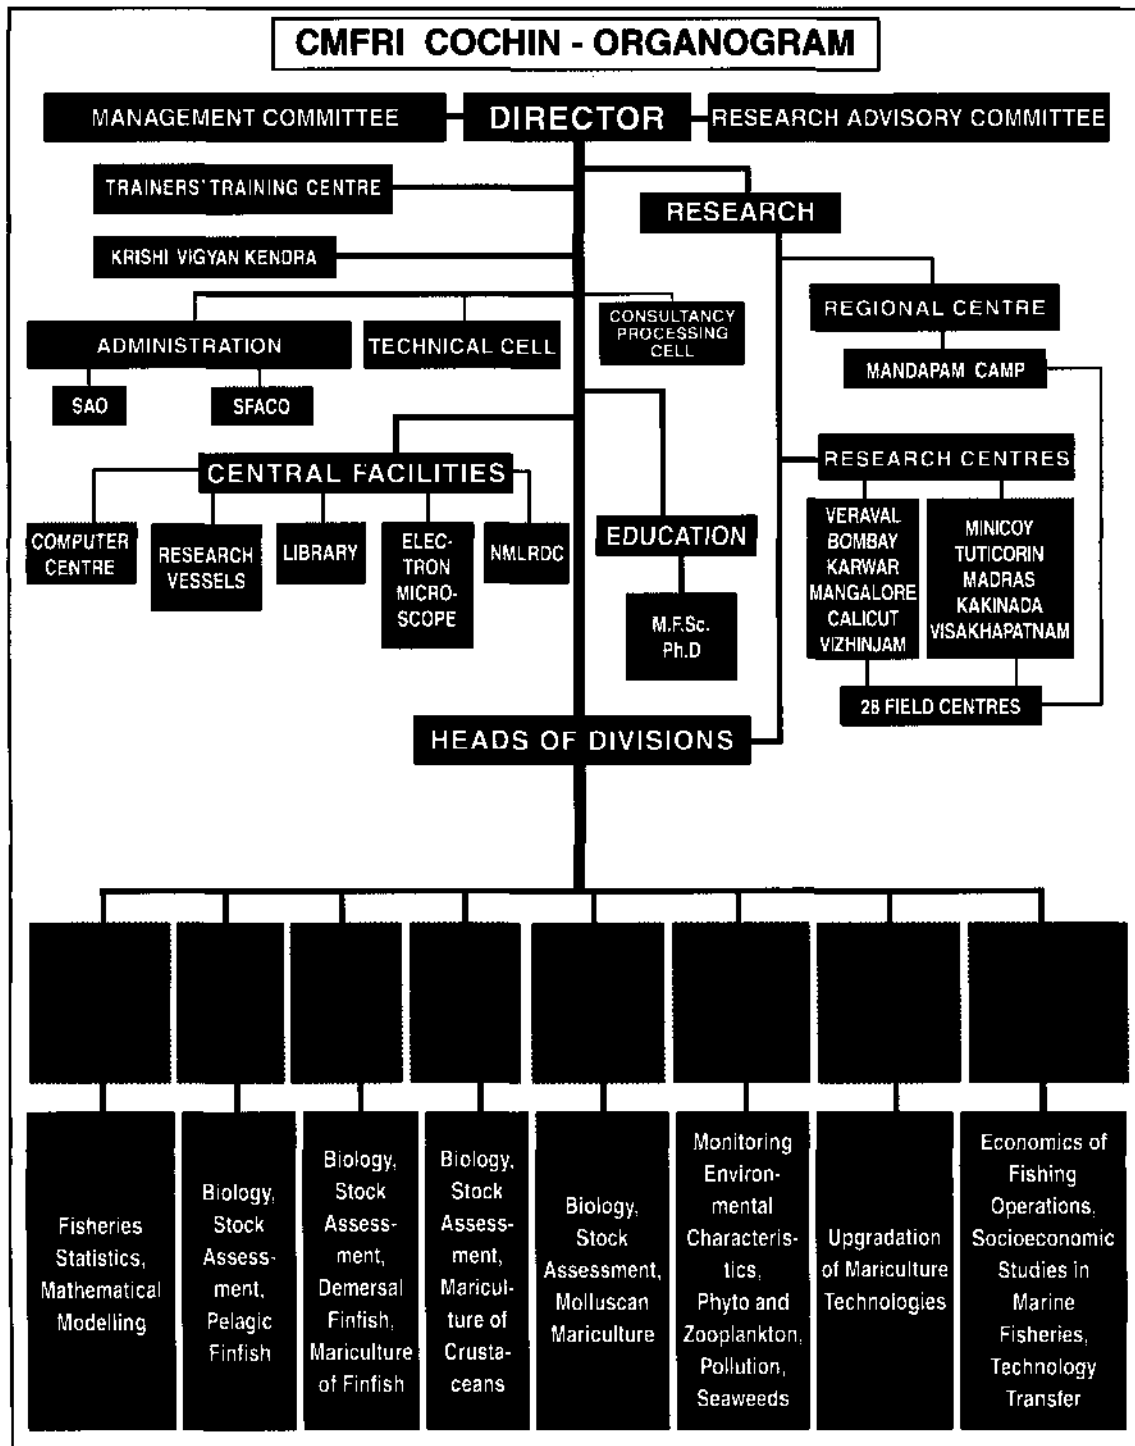 CMFRI COCHIN - ORGANOGRAM
MANAGEMENT COMMITTEE
DIRECTOR
RESEARCH ADVISORY COMMITTEE
TRAINERS' TRAINING CENTRE
RESEARCH
KRISHI VIGYAN KENDRA
REGIONAL CENTRE
MANDAPAM CAMP
ADMINISTRATION
TECHNICAL CELL
CONSULTANCY
PROCESSING
CELL
SAO
SFACO
CENTRAL FACILITIES
RESEARCH CENTRES
COMPUTER
CENTRE
RESEARCH
VESSELS
LIBRARY
ELEC-
TRON
MICRO-
SCOPE
NMLRDC
EDUCATION
M.F.Sc.
Ph.D
VERAVAL
BOMBAY
KARWAR
MANGALORE
CALICUT
VIZHINJAM
MINICOY
TUTICORIN
MADRAS
KAKINADA
VISAKHAPATNAM
28 FIELD CENTRES
HEADS OF DIVISIONS
Fisheries
Statistics,
Mathematical
Modelling
Biology,
Stock
Assess-
ment,
Pelagic
Finfish
Biology,
Stock
Assess-
ment,
Demersal
Finfish,
Mariculture
of Finfish
Biology,
Stock
Assess-
ment,
Maricul-
ture of
Crusta-
ceans
Biology,
Stock
Assessment,
Molluscan
Mariculture
Monitoring
Environ-
mental
Characteris-
tics,
Phyto and
Zooplankton,
Pollution,
Seaweeds
Upgradation
of Mariculture
Technologies
Economics of
Fishing
Operations,
Socioeconomic
Studies in
Marine
Fisheries,
Technology
Transfer